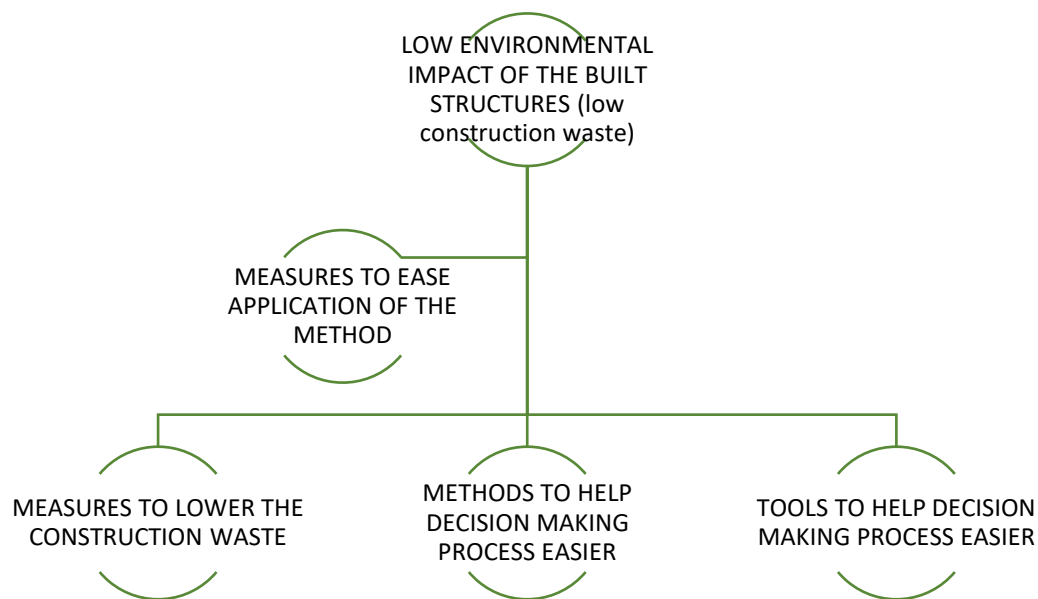 LOW ENVIRONMENTAL
IMPACT OF THE BUILT
STRUCTURES (low
construction waste)
MEASURES TO EASE
APPLICATION OF THE
METHOD
MEASURES TO LOWER THE
CONSTRUCTION WASTE
METHODS TO HELP
DECISION MAKING
PROCESS EASIER
TOOLS TO HELP DECISION
MAKING PROCESS EASIER